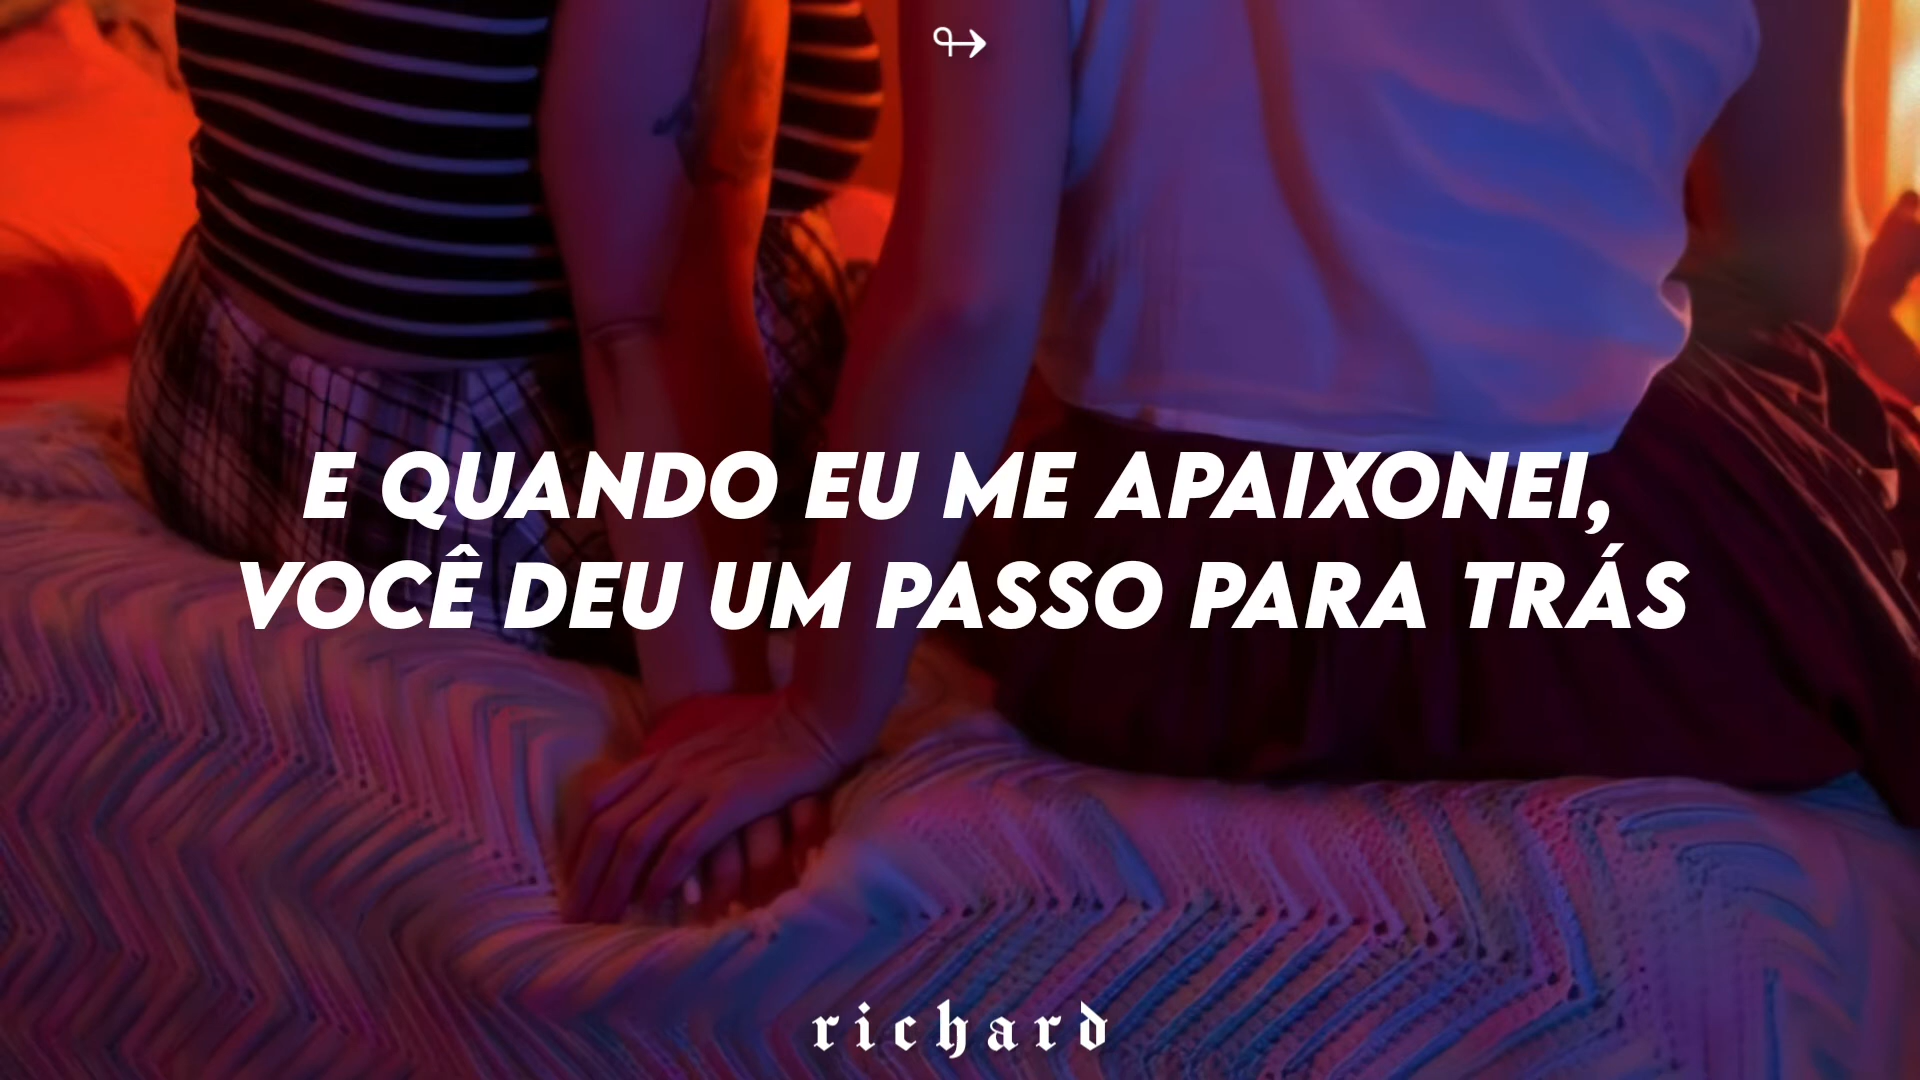 ↬
E QUANDO EU ME APAIXONEI,
VOCÊ DEU UM PASSO PARA TRÁS
richard